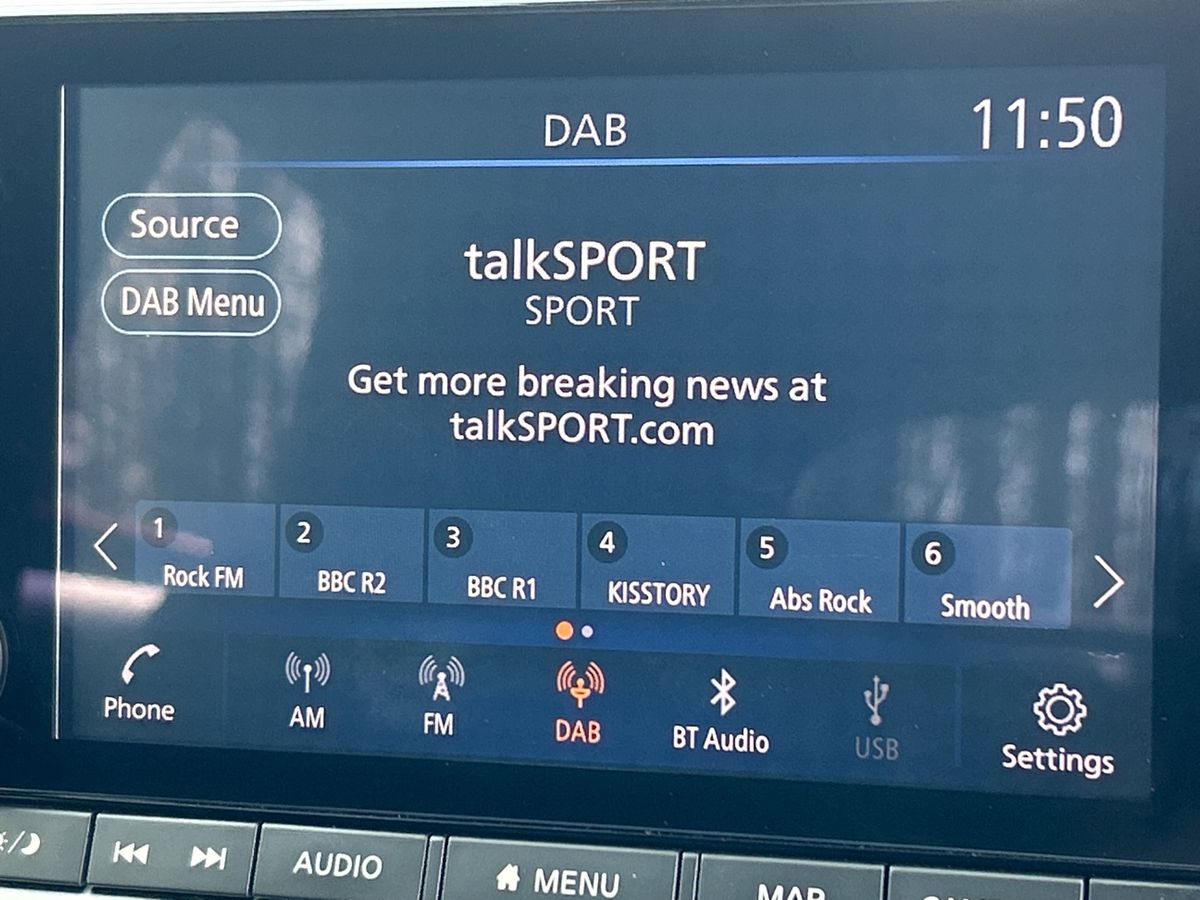 DAB
11:50
Source
DAB Menu
talkSPORT
SPORT
Get more breaking news at
talkSPORT.com
1
Rock FM
2
BBC R2
3
BBC R1
4
KISSTORY
5
Abs Rock
6
Smooth
Phone
AM
FM
DAB
BT Audio
USB
Settings
AUDIO
MENU
MAP